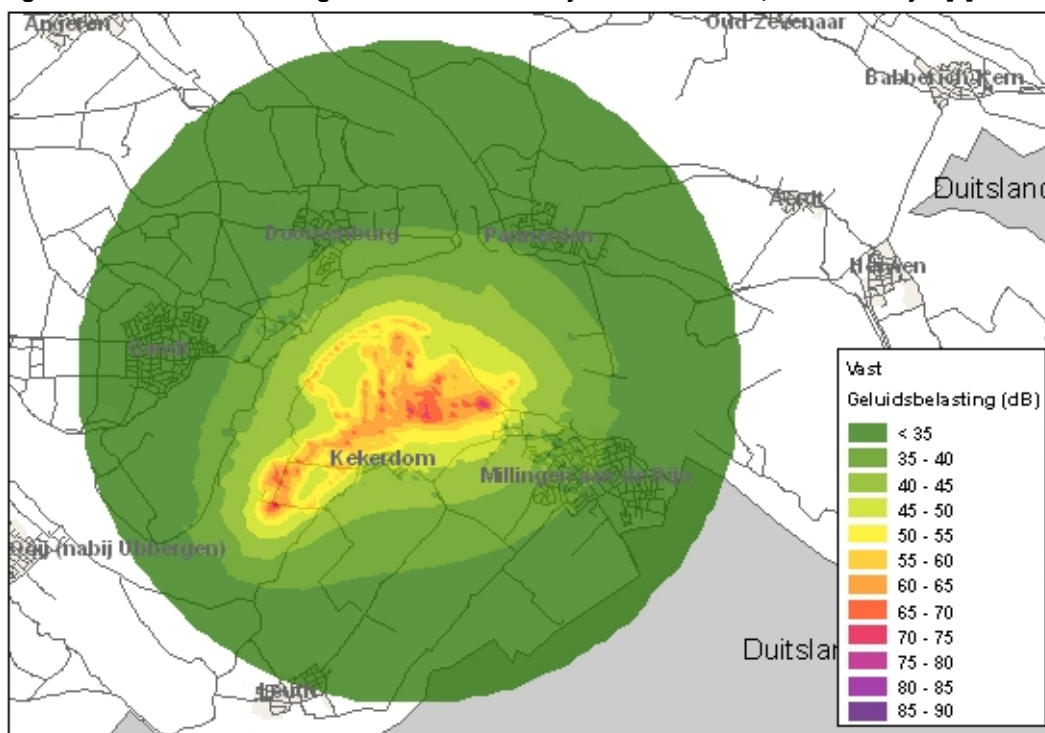 Angeren
Oud Zevenaar
Babberich-Kern
Duitsland
Aerdt
Doornenburg
Pannerden
Herwen
Gendt
Vast
Geluidsbelasting (dB)
< 35
35 - 40
40 - 45
45 - 50
50 - 55
55 - 60
60 - 65
65 - 70
70 - 75
75 - 80
80 - 85
85 - 90
Kekerdom
Millingen aan de Rijn
Ooij (nabij Ubbergen)
Duitslan
Leuth